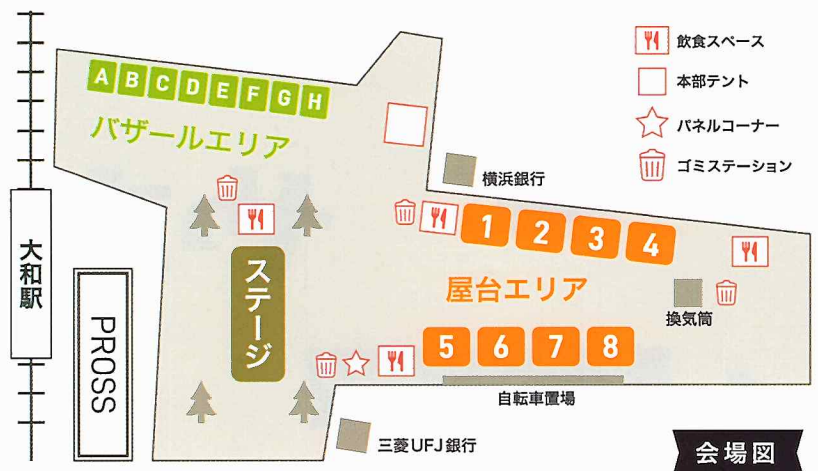 飲食スペース
本部テント
パネルコーナー
ゴミステーション
A B C D E F G H
バザールエリア
横浜銀行
1 2 3 4
大和駅
PROSS
ステージ
屋台エリア
換気筒
5 6 7 8
自転車置場
三菱UFJ銀行
会場図